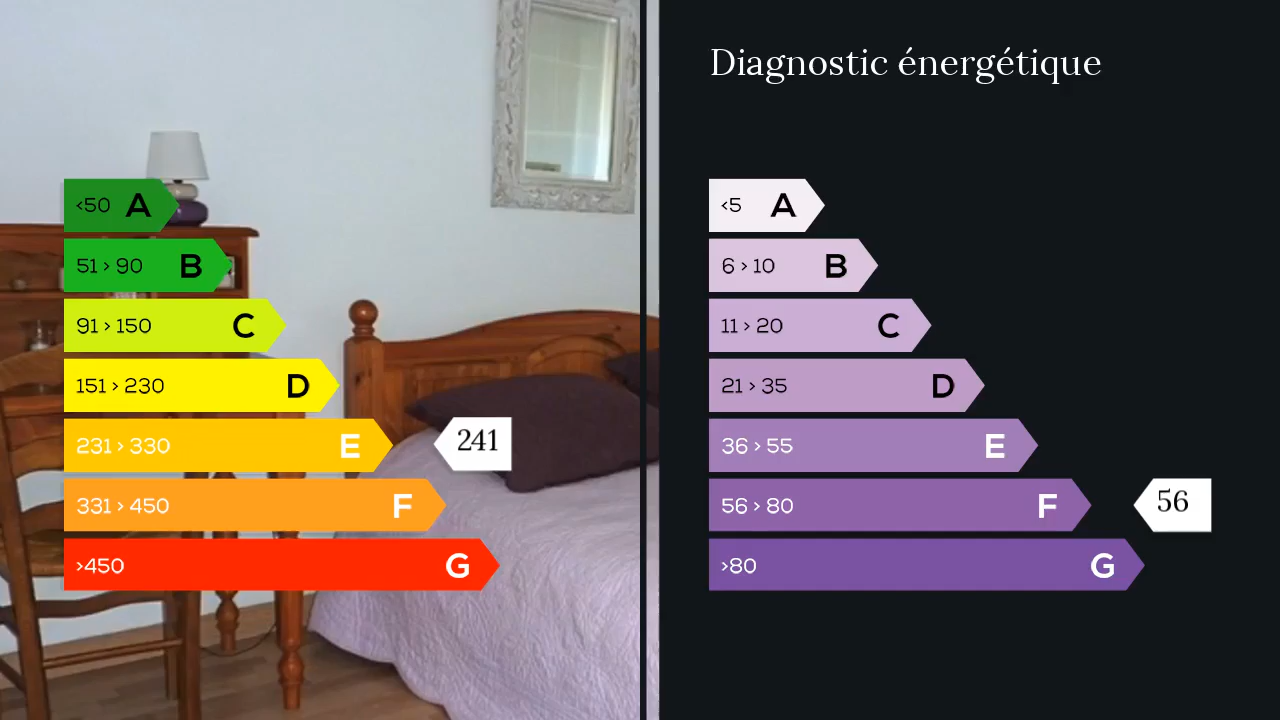 Diagnostic énergétique
<50 A
51 > 90 B
91 > 150 C
151 > 230 D
231 > 330 E
241
331 > 450 F
>450 G
<5 A
6 > 10 B
11 > 20 C
21 > 35 D
36 > 55 E
56 > 80 F
56
>80 G